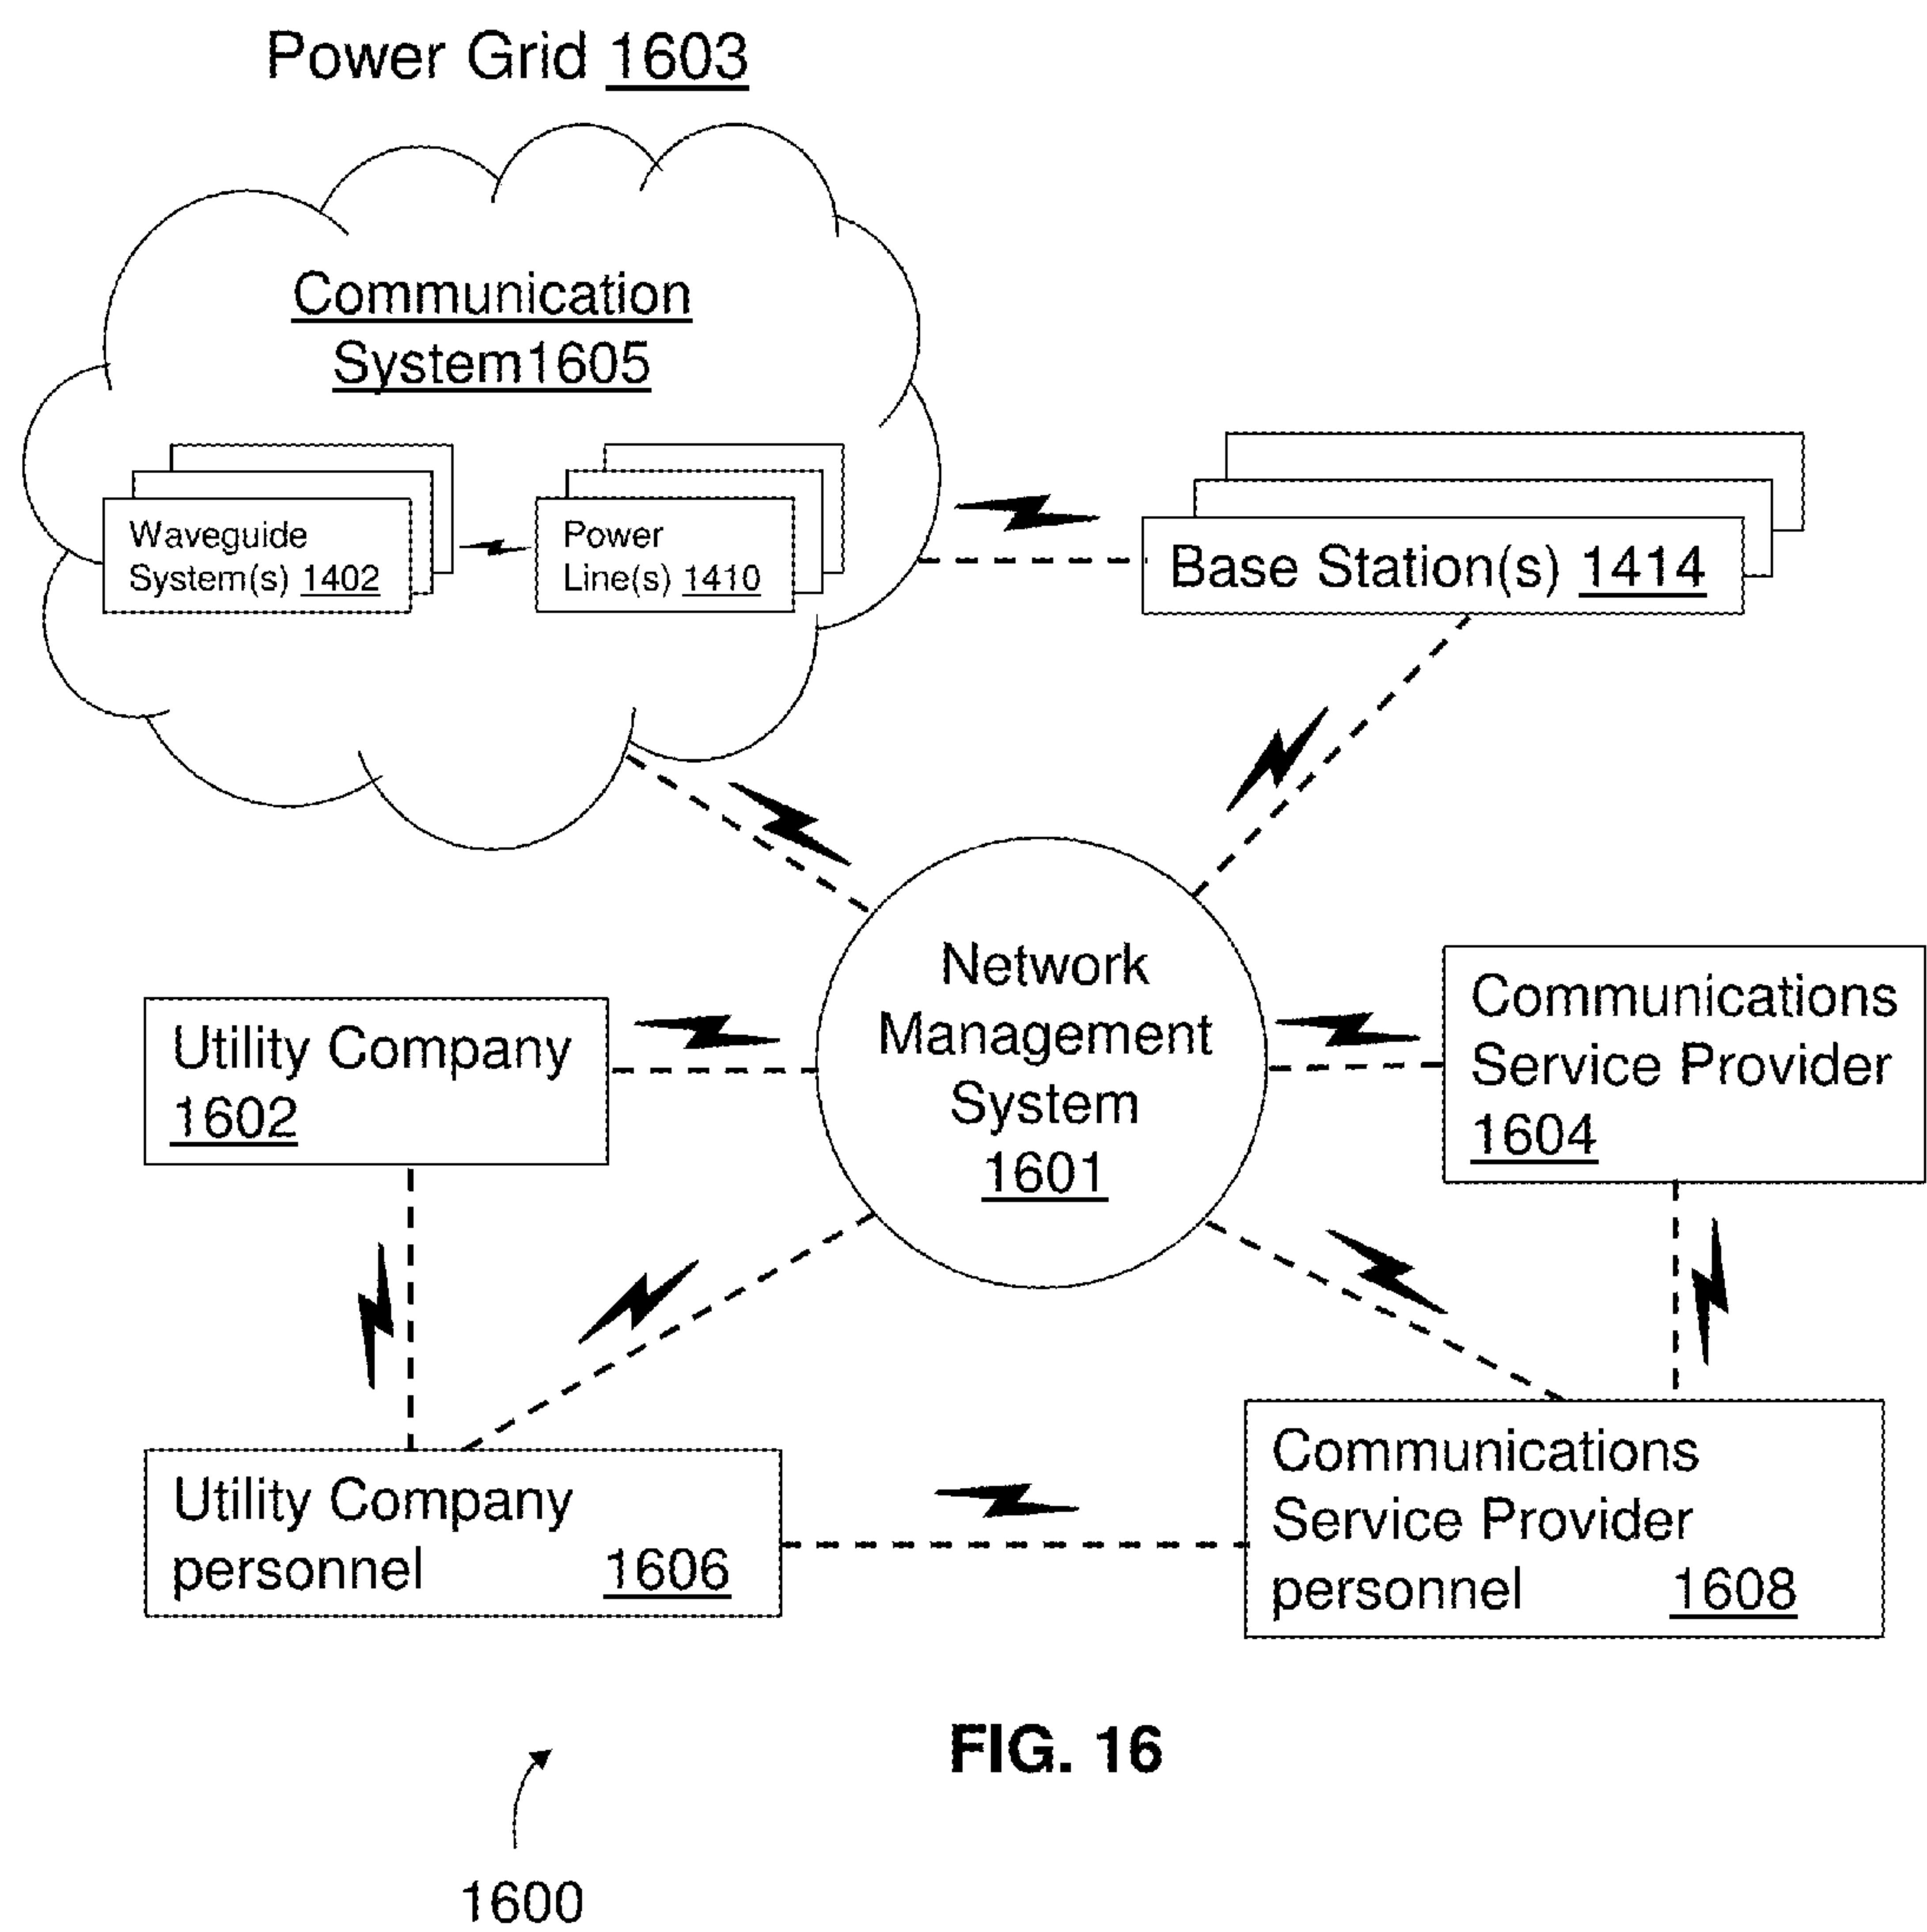 Power Grid 1603
Communication
System1605
Waveguide
System(s) 1402
Power
Line(s) 1410
Base Station(s) 1414
Network
Management
System
1601
Utility Company
1602
Communications
Service Provider
1604
Utility Company
personnel 1606
Communications
Service Provider
personnel 1608
FIG. 16
1600